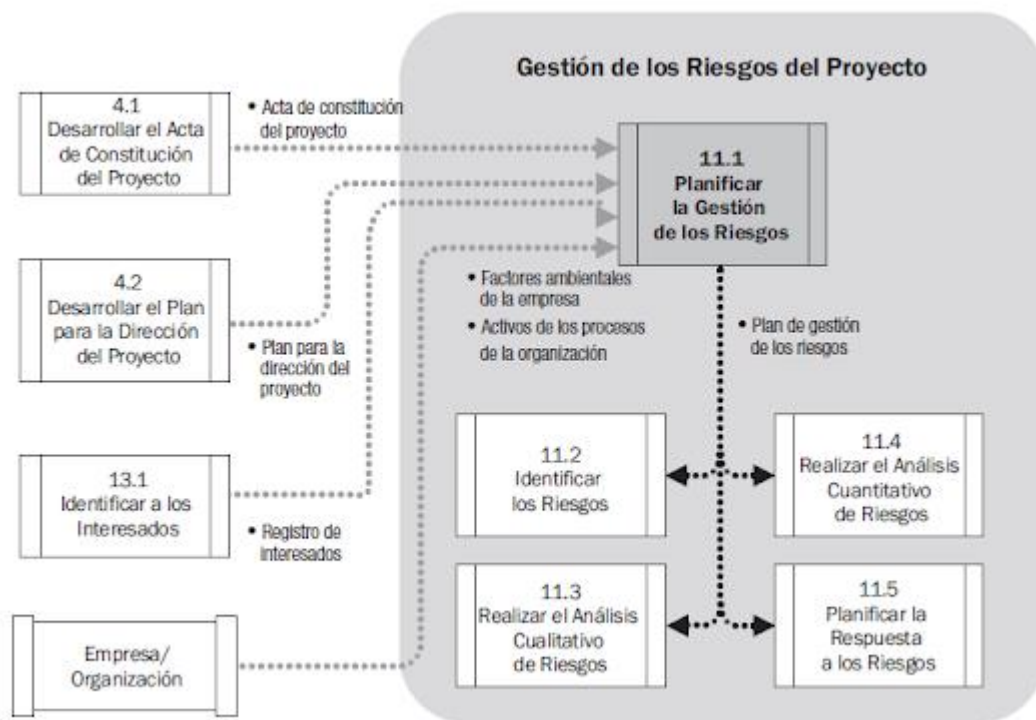 Gestión de los Riesgos del Proyecto
4.1
Desarrollar el Acta
de Constitución
del Proyecto
• Acta de constitución
del proyecto
11.1
Planificar
la Gestión
de los Riesgos
4.2
Desarrollar el Plan
para la Dirección
del Proyecto
• Plan para la
dirección del
proyecto
• Factores ambientales
de la empresa
• Activos de los procesos
de la organización
• Plan de gestión
de los riesgos
13.1
Identificar a los
Interesados
• Registro de
interesados
11.2
Identificar
los Riesgos
11.4
Realizar el Análisis
Cuantitativo
de Riesgos
11.3
Realizar el Análisis
Cualitativo
de Riesgos
11.5
Planificar la
Respuesta
a los Riesgos
Empresa/
Organización